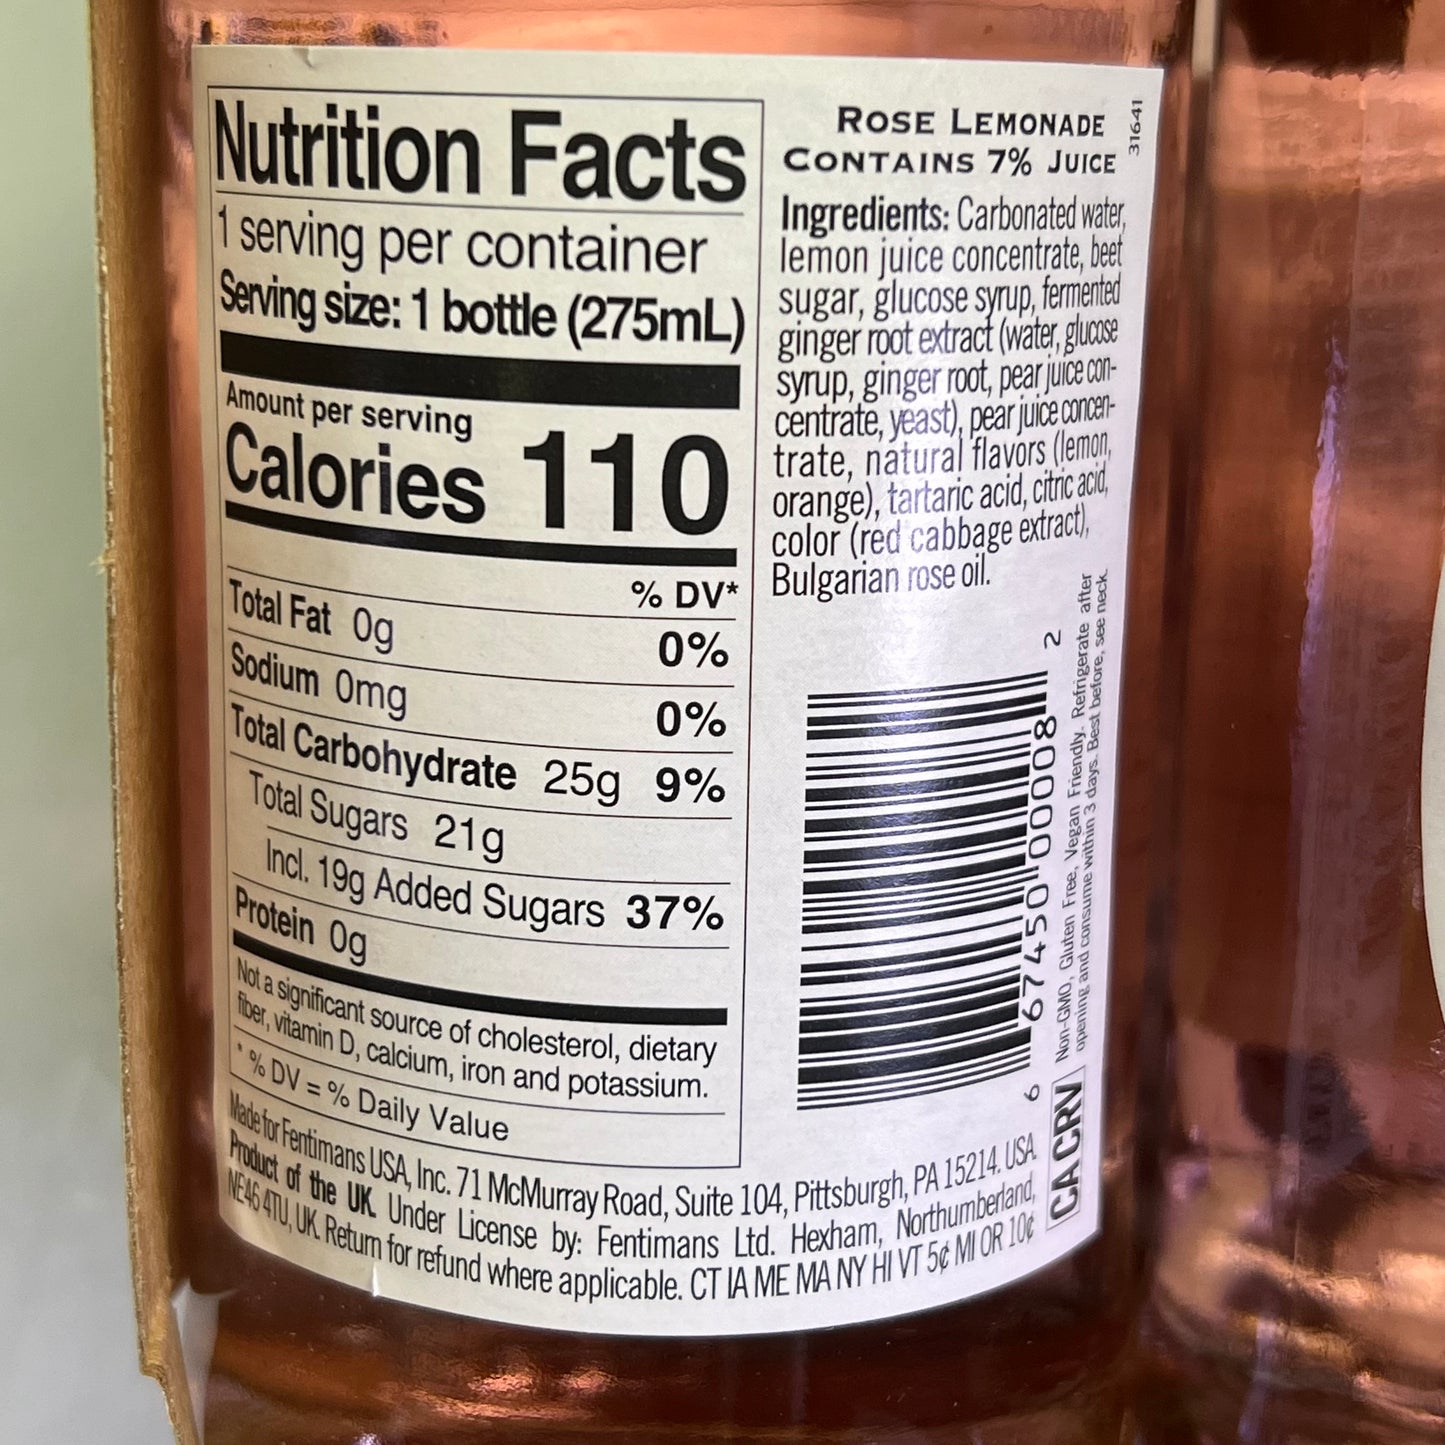 Nutrition Facts
1 serving per container
Serving size: 1 bottle (275mL)
Amount per serving
Calories 110
% DV*
Total Fat 0g 0%
Sodium 0mg 0%
Total Carbohydrate 25g 9%
Total Sugars 21g
Incl. 19g Added Sugars 37%
Protein 0g
Not a significant source of cholesterol, dietary
fiber, vitamin D, calcium, iron and potassium.
* % DV = % Daily Value
ROSE LEMONADE
CONTAINS 7% JUICE
31641
Ingredients: Carbonated water,
lemon juice concentrate, beet
sugar, glucose syrup, fermented
ginger root extract (water, glucose
syrup, ginger root, pear juice con-
centrate, yeast), pear juice concen-
trate, natural flavors (lemon,
orange), tartaric acid, citric acid,
color (red cabbage extract),
Bulgarian rose oil.
6 67450 00008 2
Non-GMO, Gluten Free, Vegan Friendly. Refrigerate after
opening and consume within 3 days. Best before, see neck.
CA CRV
Made for Fentimans USA, Inc. 71 McMurray Road, Suite 104, Pittsburgh, PA 15214. USA.
Product of the UK. Under License by: Fentimans Ltd. Hexham, Northumberland,
NE46 4TU, UK. Return for refund where applicable. CT IA ME MA NY HI VT 5¢ MI OR 10¢